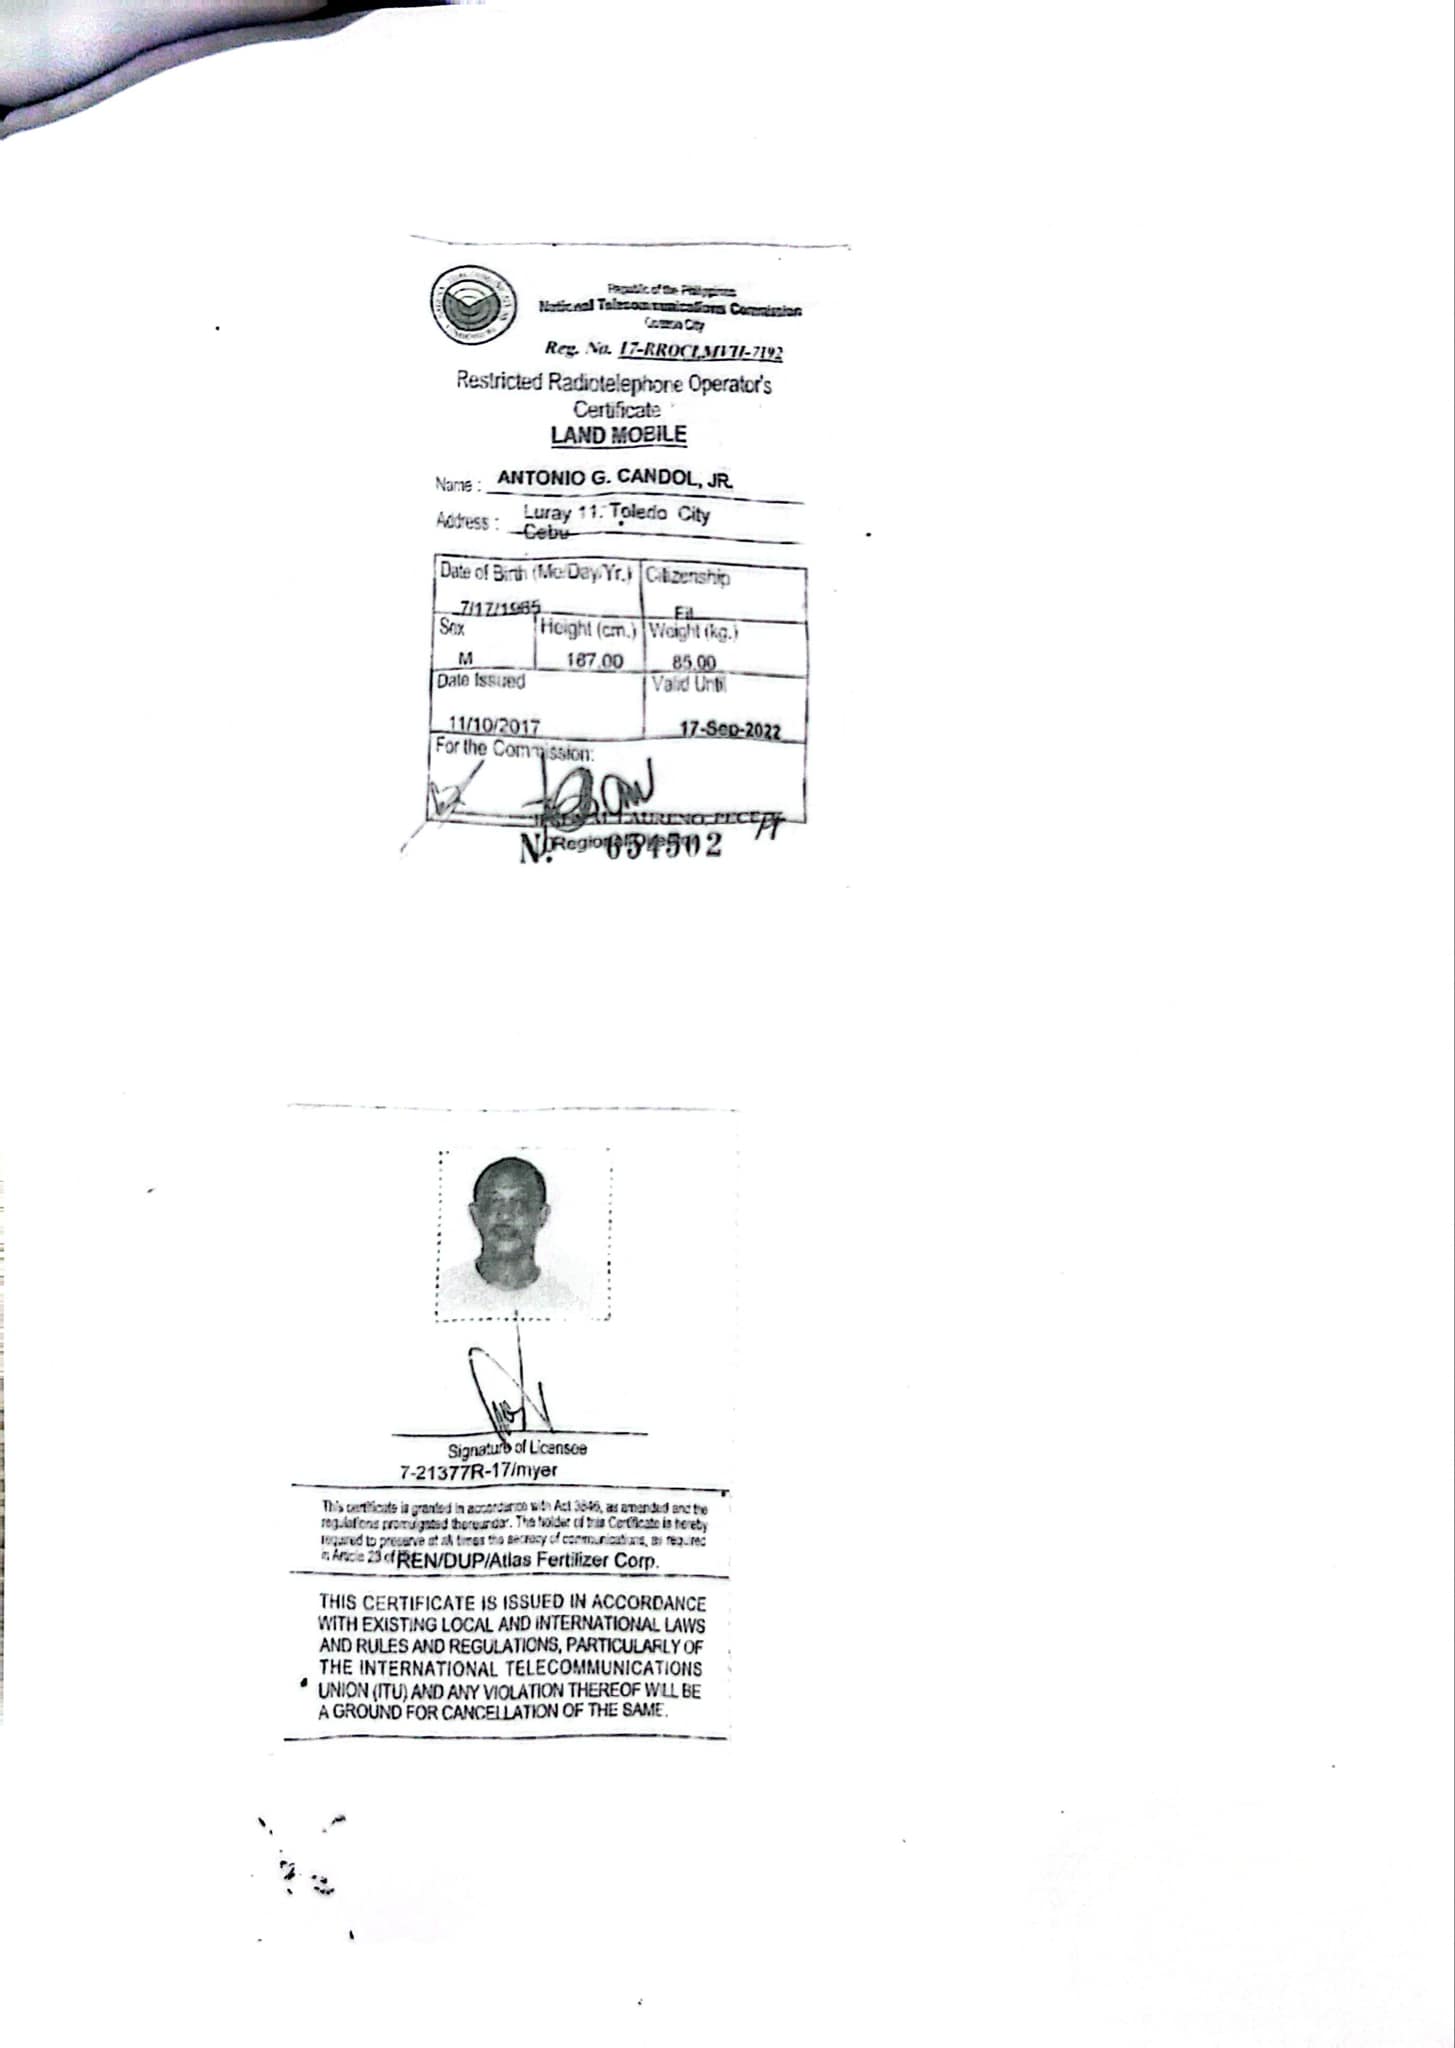 Republic of the Philippines
National Telecommunications Commission
Reg. No. 17-RROCLMVII-7192
Restricted Radiotelephone Operator's
Certificate
LAND MOBILE
Name : ANTONIO G. CANDOL, JR.
Address : Luray 11. Toledo City
Cebu
Date of Birth (Mo/Day/Yr.) Citizenship
7/17/1965 Fil
Sex Height (cm.) Weight (kg.)
M 167.00 85.00
Date Issued Valid Until
11/10/2017 17-Sep-2022
For the Commission:
LAURENO, PECE
N. Regional 654502
Signature of Licensee
7-21377R-17/myer
This certificate is granted in accordance with Act 3846, as amended and the
regulations promulgated thereunder. The holder of this Certificate is hereby
required to preserve at all times the secrecy of communications, as required
in Article 23 of REN/DUP/Atlas Fertilizer Corp.
THIS CERTIFICATE IS ISSUED IN ACCORDANCE
WITH EXISTING LOCAL AND INTERNATIONAL LAWS
AND RULES AND REGULATIONS, PARTICULARLY OF
THE INTERNATIONAL TELECOMMUNICATIONS
UNION (ITU) AND ANY VIOLATION THEREOF WILL BE
A GROUND FOR CANCELLATION OF THE SAME.